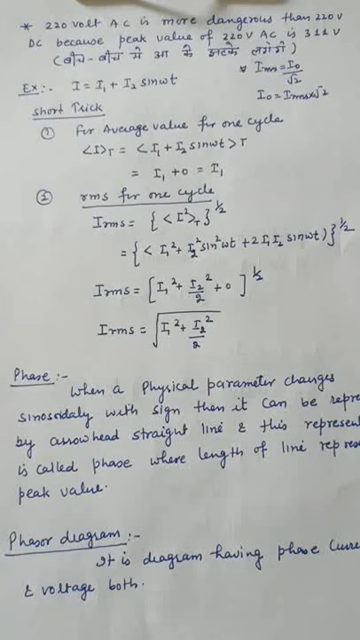 * 220 volt AC is more dangerous than 220 V
DC because peak value of 220V AC is 311 V
(बीच-बीच में आ के झटके लगेंगे)
Irms = I₀/√2
I₀ = Irms×√2
Ex:- I = I₁ + I₂ sinωt
Short Trick
① For Average value for one cycle
<I>T = < I₁ + I₂ sinωt >T
= I₁ + 0 = I₁
② rms for one cycle
Irms = { <I²>T }^½
= { < I₁² + I₂² sin²ωt + 2I₁I₂ sinωt > }^½
Irms = [ I₁² + I₂²/2 + 0 ]^½
Irms = √(I₁² + I₂²/2)
Phase :-
When a Physical parameter changes
sinosoidaly with sign then it can be repre
by arrowhead straight line & this represen
is called phase where length of line repres
peak value.
Phasor diagram :-
It is diagram having phase Curre
& voltage both.